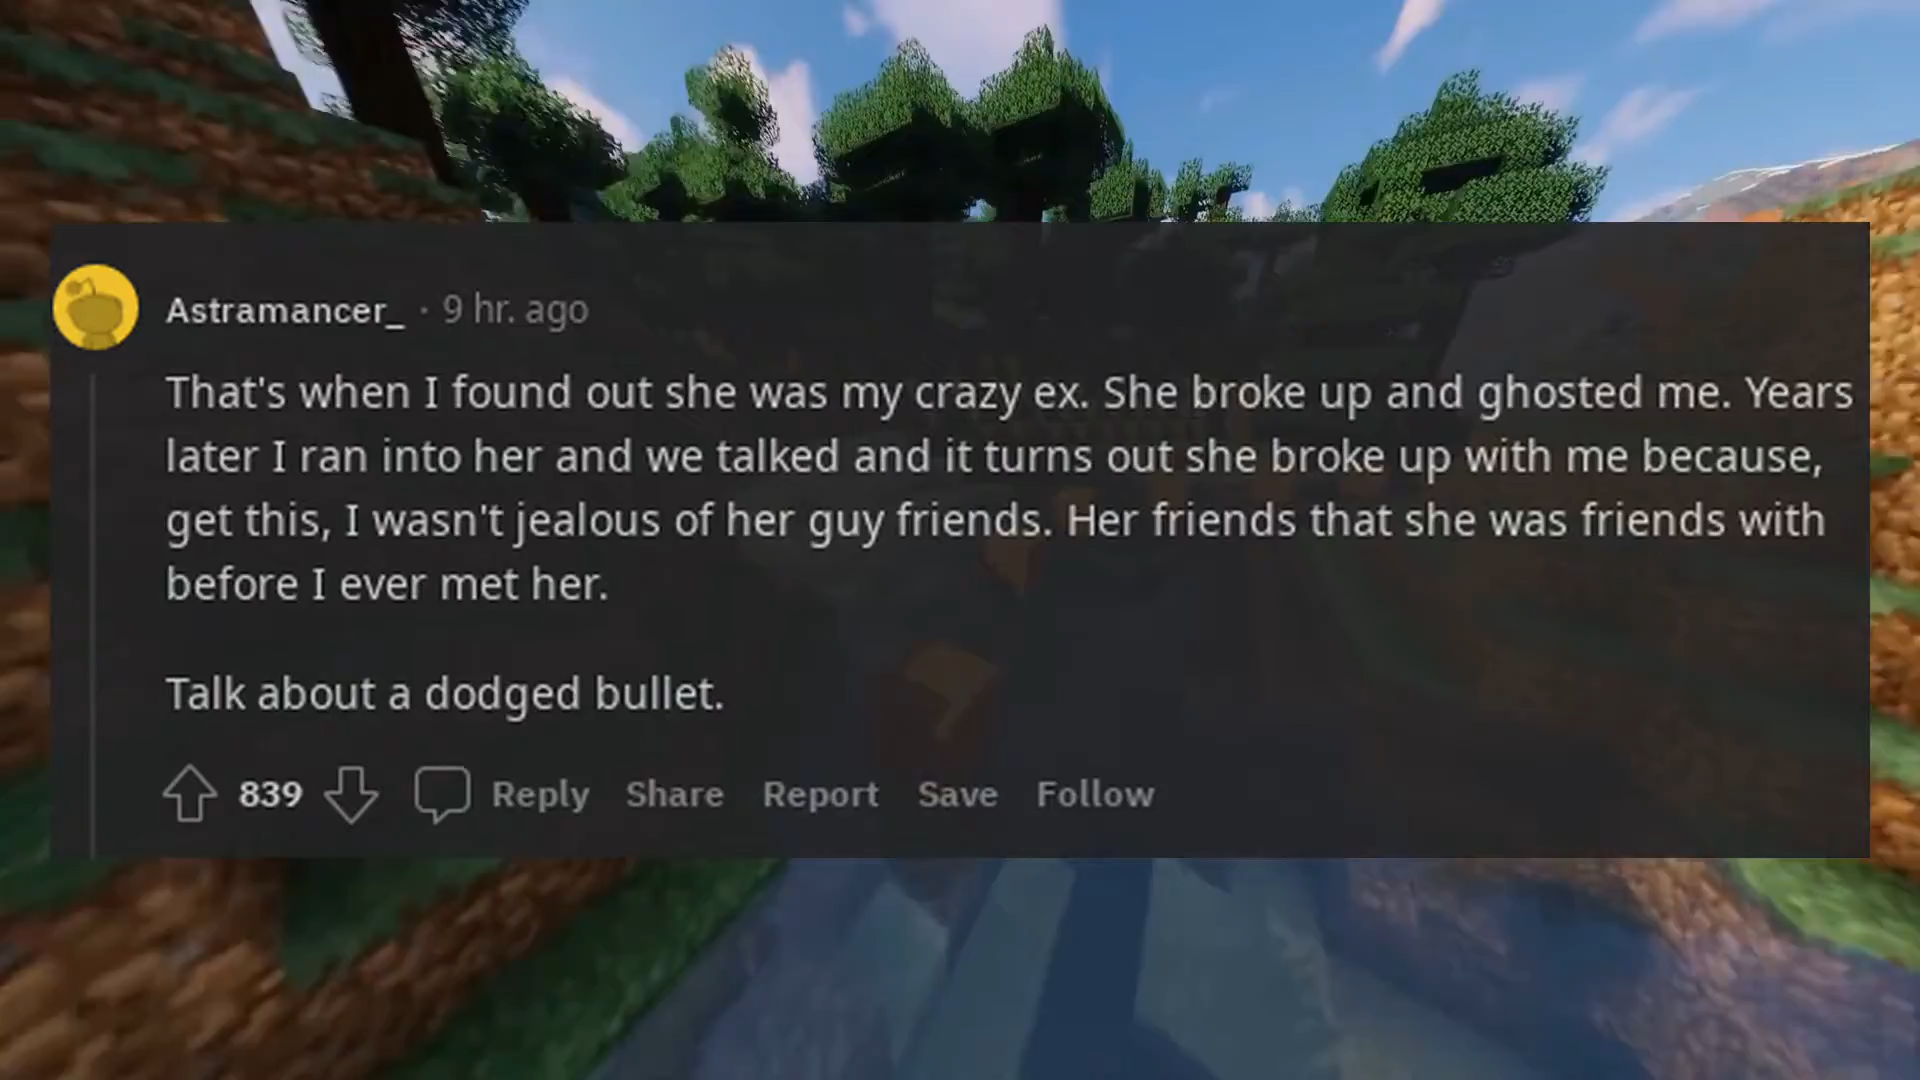 Astramancer_ · 9 hr. ago
That's when I found out she was my crazy ex. She broke up and ghosted me. Years
later I ran into her and we talked and it turns out she broke up with me because,
get this, I wasn't jealous of her guy friends. Her friends that she was friends with
before I ever met her.
Talk about a dodged bullet.
839 Reply Share Report Save Follow